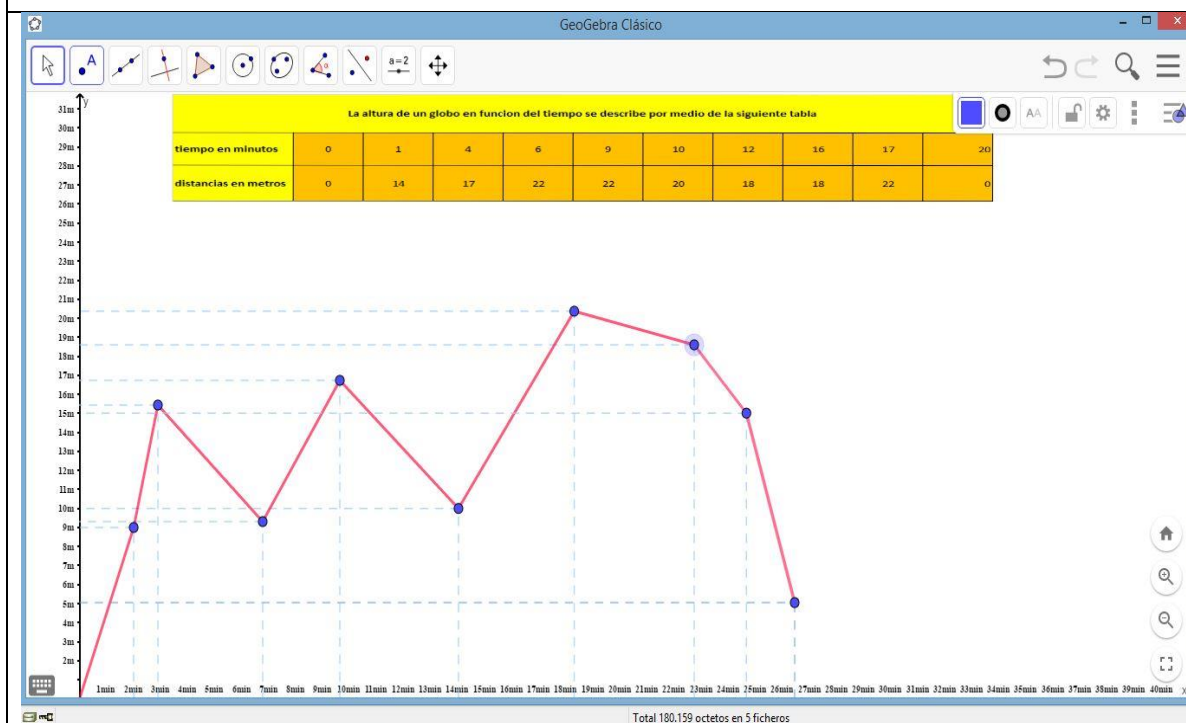 GeoGebra Clásico
A
a = 2
AA
La altura de un globo en funcion del tiempo se describe por medio de la siguiente tabla
tiempo en minutos 0 1 4 6 9 10 12 16 17 20
distancias en metros 0 14 17 22 22 20 18 18 22 0
y
31m
30m
29m
28m
27m
26m
25m
24m
23m
22m
21m
20m
19m
18m
17m
16m
15m
14m
13m
12m
11m
10m
9m
8m
7m
6m
5m
4m
3m
2m
1min 2min 3min 4min 5min 6min 7min 8min 9min 10min 11min 12min 13min 14min 15min 16min 17min 18min 19min 20min 21min 22min 23min 24min 25min 26min 27min 28min 29min 30min 31min 32min 33min 34min 35min 36min 37min 38min 39min 40min x
Total 180.159 octetos en 5 ficheros